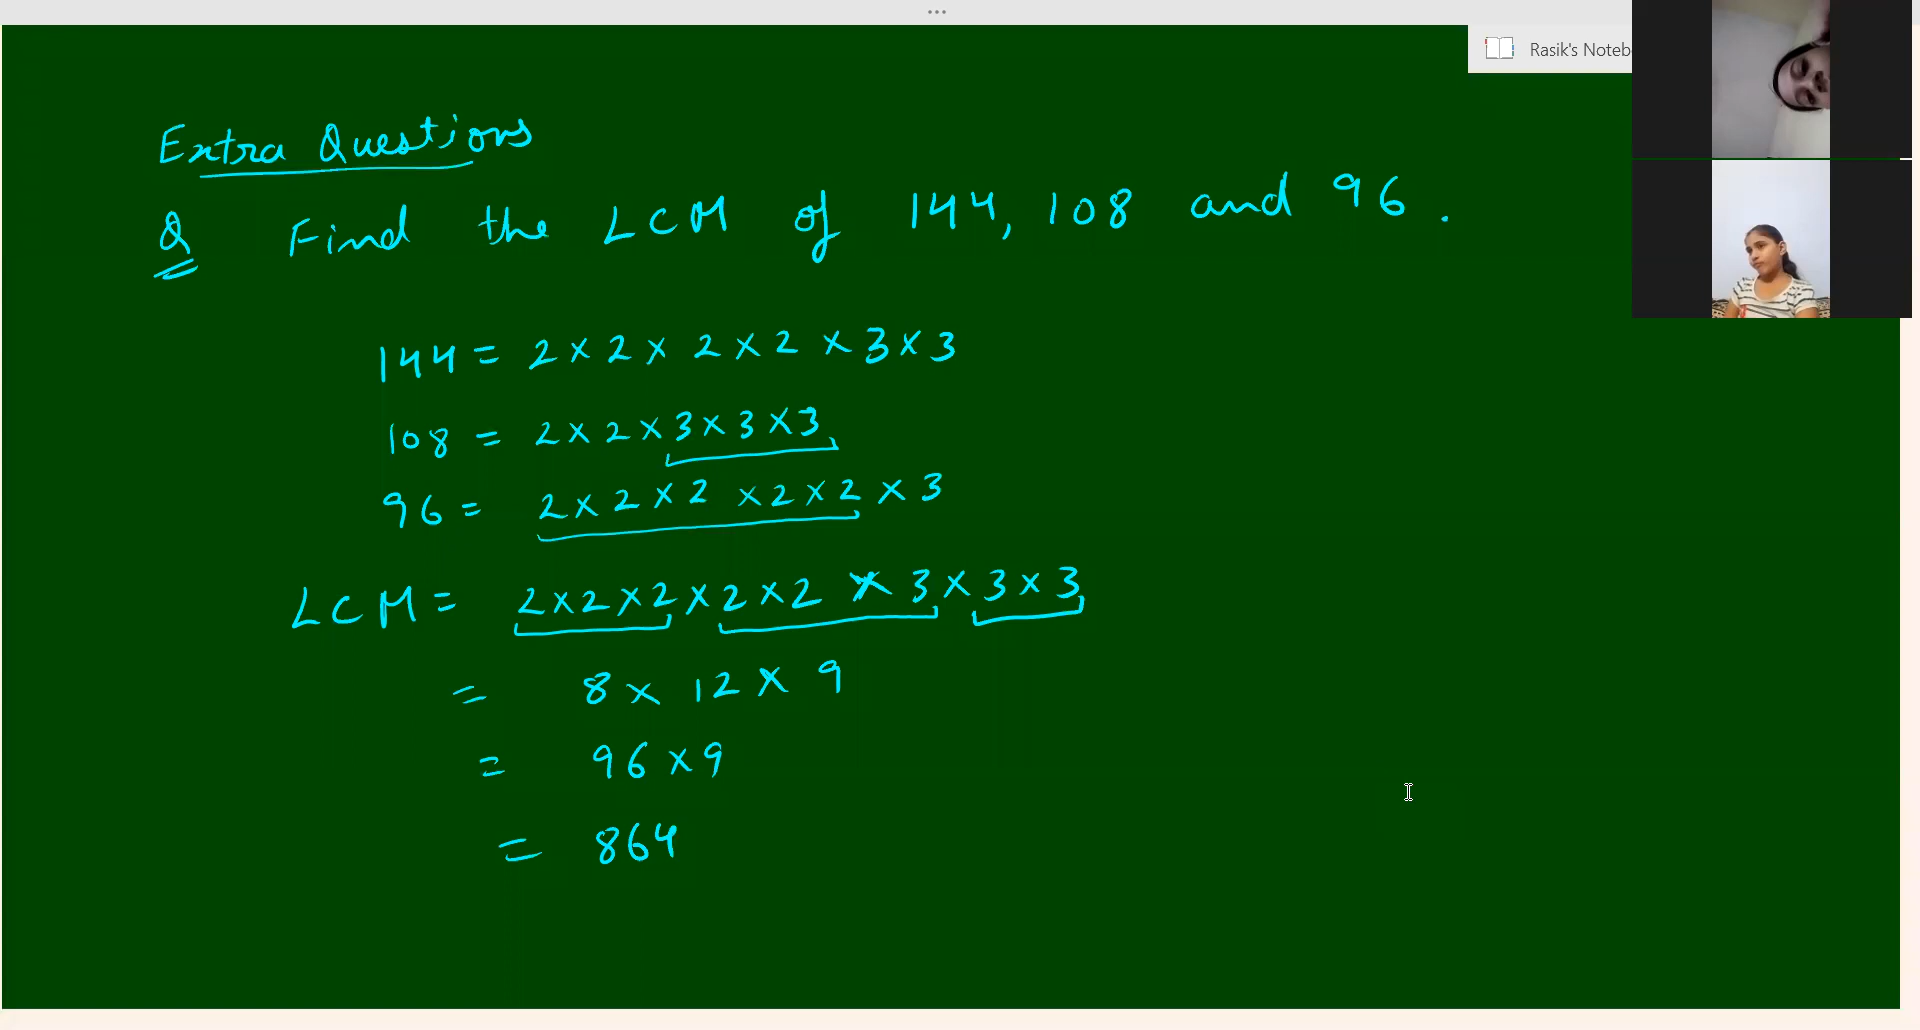 Rasik's Noteb
Extra Questions
Q Find the LCM of 144, 108 and 96.
144 = 2 × 2 × 2 × 2 × 3 × 3
108 = 2 × 2 × 3 × 3 × 3
96 = 2 × 2 × 2 × 2 × 2 × 3
LCM = 2 × 2 × 2 × 2 × 2 × 3 × 3 × 3
= 8 × 12 × 9
= 96 × 9
= 864